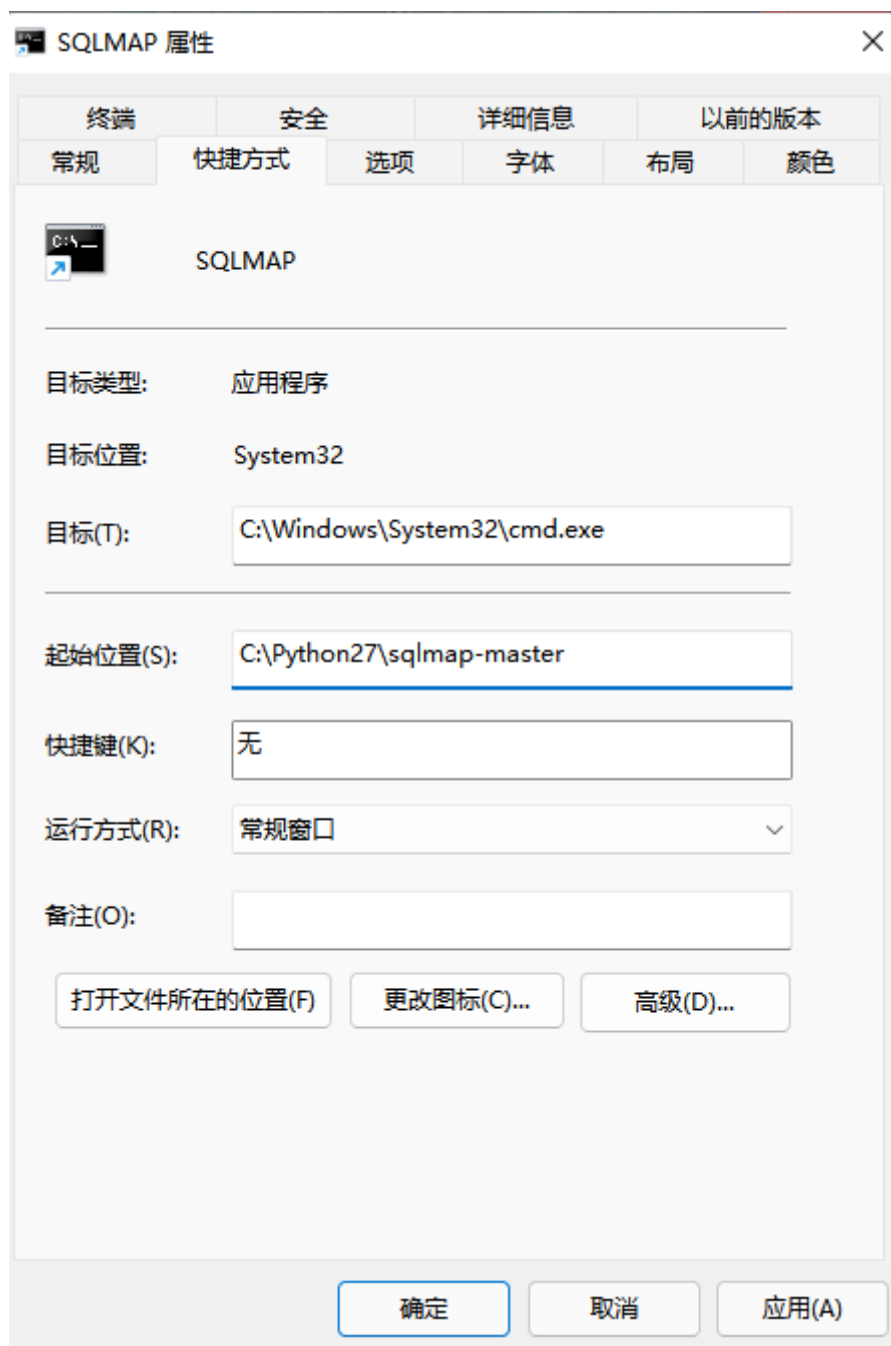 SQLMAP 属性
终端 安全 详细信息 以前的版本
常规 快捷方式 选项 字体 布局 颜色
C:\
SQLMAP
目标类型: 应用程序
目标位置: System32
目标(T): C:\Windows\System32\cmd.exe
起始位置(S): C:\Python27\sqlmap-master
快捷键(K): 无
运行方式(R): 常规窗口
备注(O):
打开文件所在的位置(F) 更改图标(C)... 高级(D)...
确定 取消 应用(A)